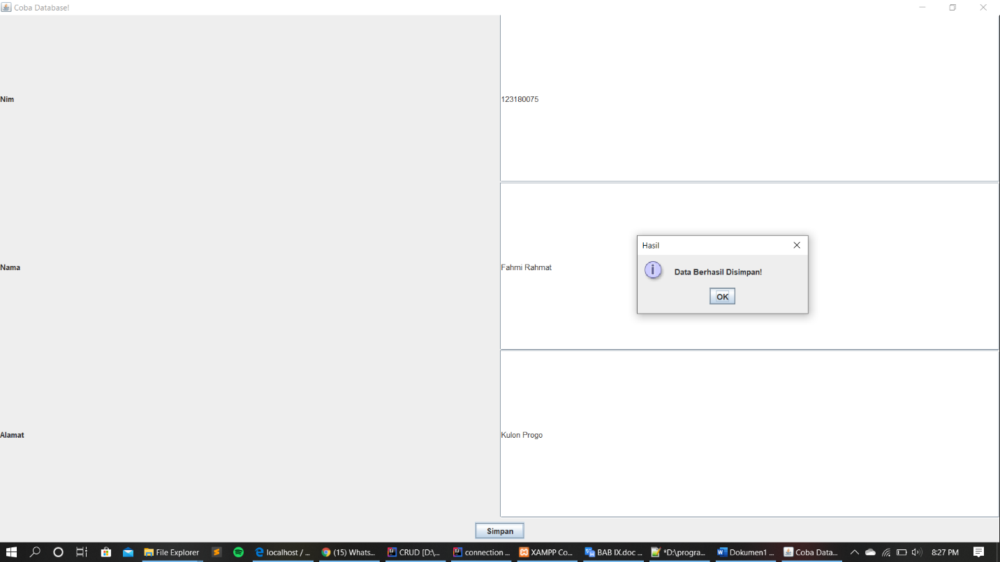 Coba Database!
Nim
123180075
Nama
Fahmi Rahmat
Hasil
Data Berhasil Disimpan!
OK
Alamat
Kulon Progo
Simpan
File Explorer
localhost / ...
(15) Whats...
CRUD [D:\...
connection ...
XAMPP Co...
BAB IX.doc ...
*D:\progra...
Dokumen1 ...
Coba Data...
8:27 PM